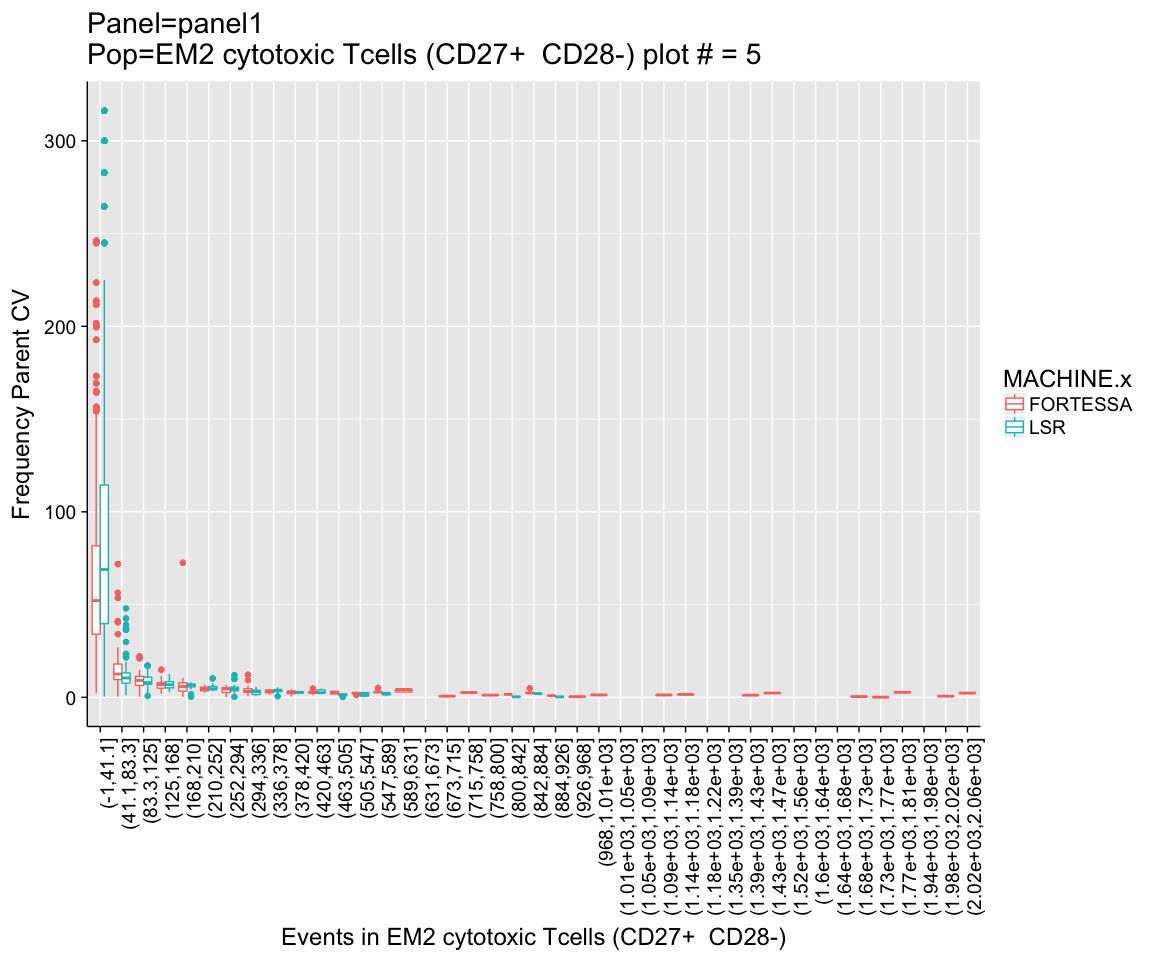 Panel=panel1
Pop=EM2 cytotoxic Tcells (CD27+  CD28-) plot # = 5
Frequency Parent CV
300
200
100
0
MACHINE.x
FORTESSA
LSR
(-1,41.1]
(41.1,83.3]
(83.3,125]
(125,168]
(168,210]
(210,252]
(252,294]
(294,336]
(336,378]
(378,420]
(420,463]
(463,505]
(505,547]
(547,589]
(589,631]
(631,673]
(673,715]
(715,758]
(758,800]
(800,842]
(842,884]
(884,926]
(926,968]
(968,1.01e+03]
(1.01e+03,1.05e+03]
(1.05e+03,1.09e+03]
(1.09e+03,1.14e+03]
(1.14e+03,1.18e+03]
(1.18e+03,1.22e+03]
(1.35e+03,1.39e+03]
(1.39e+03,1.43e+03]
(1.43e+03,1.47e+03]
(1.52e+03,1.56e+03]
(1.6e+03,1.64e+03]
(1.64e+03,1.68e+03]
(1.68e+03,1.73e+03]
(1.73e+03,1.77e+03]
(1.77e+03,1.81e+03]
(1.94e+03,1.98e+03]
(1.98e+03,2.02e+03]
(2.02e+03,2.06e+03]
Events in EM2 cytotoxic Tcells (CD27+  CD28-)